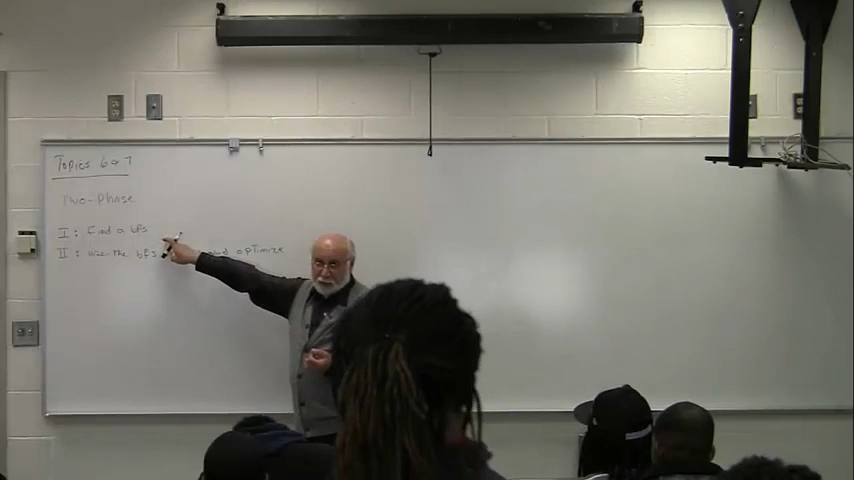 Topics 6 & 7
Two-Phase
I: Find a bfs
II: use the bfs and optimize